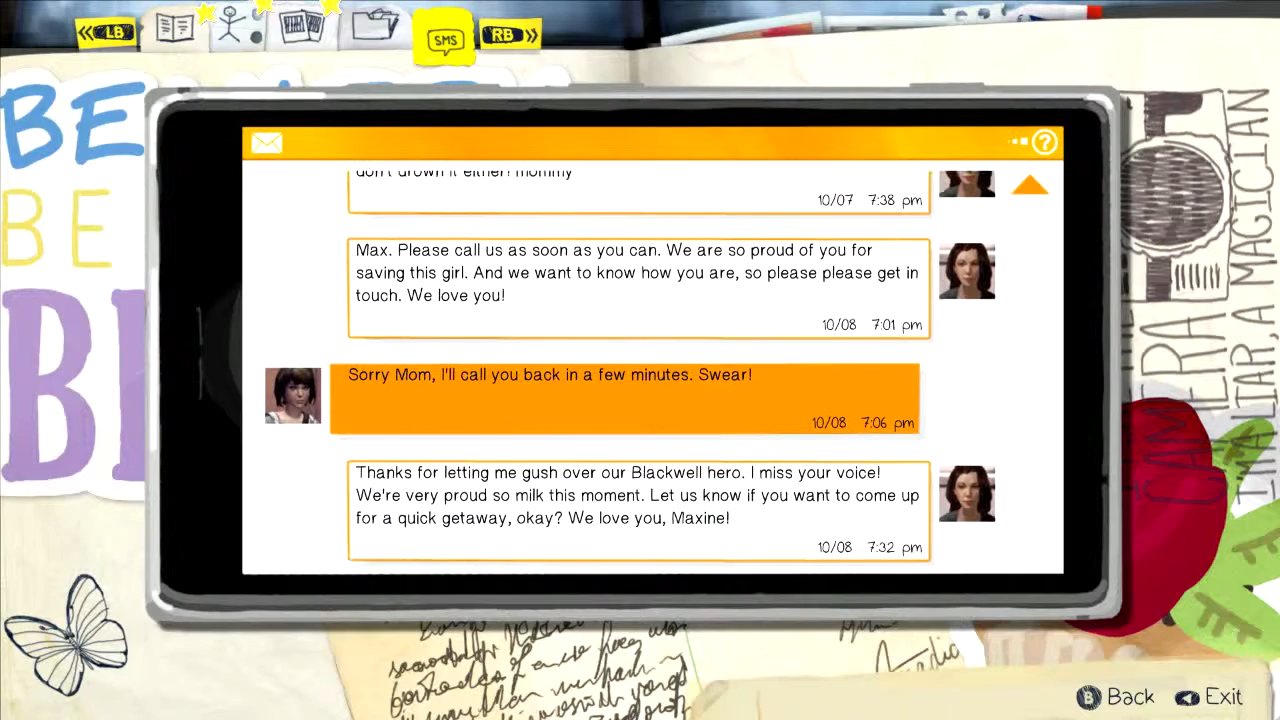 LB
SMS
RB
BE
BE
don't drown it either! mommy
10/07 7:38 pm
Max. Please call us as soon as you can. We are so proud of you for
saving this girl. And we want to know how you are, so please please get in
touch. We love you!
10/08 7:01 pm
Sorry Mom, I'll call you back in a few minutes. Swear!
10/08 7:06 pm
Thanks for letting me gush over our Blackwell hero. I miss your voice!
We're very proud so milk this moment. Let us know if you want to come up
for a quick getaway, okay? We love you, Maxine!
10/08 7:32 pm
A MAGICIAN
B Back
Exit